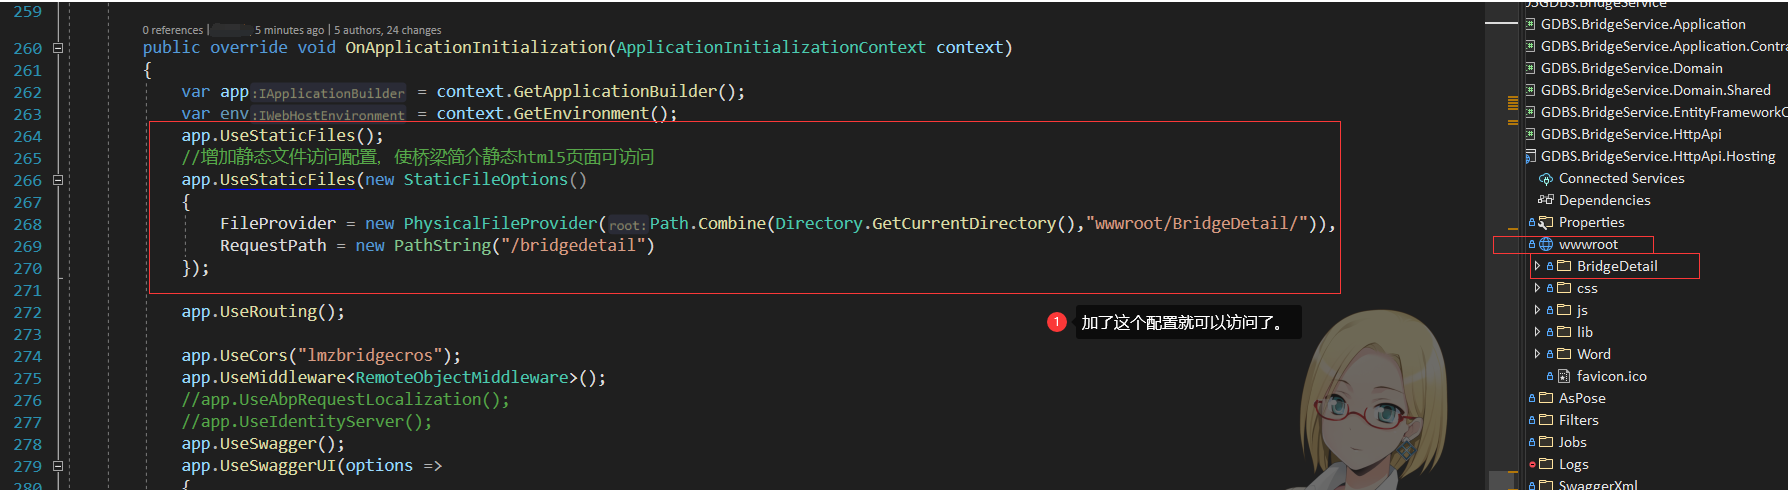 259
0 references | 5 minutes ago | 5 authors, 24 changes
260 public override void OnApplicationInitialization(ApplicationInitializationContext context)
261 {
262 var app :IApplicationBuilder = context.GetApplicationBuilder();
263 var env :IWebHostEnvironment = context.GetEnvironment();
264 app.UseStaticFiles();
265 //增加静态文件访问配置，使桥梁简介静态html5页面可访问
266 app.UseStaticFiles(new StaticFileOptions()
267 {
268 FileProvider = new PhysicalFileProvider( root: Path.Combine(Directory.GetCurrentDirectory(),"wwwroot/BridgeDetail/")),
269 RequestPath = new PathString("/bridgedetail")
270 });
271
272 app.UseRouting();
273
274 app.UseCors("lmzbridgecros");
275 app.UseMiddleware<RemoteObjectMiddleware>();
276 //app.UseAbpRequestLocalization();
277 //app.UseIdentityServer();
278 app.UseSwagger();
279 app.UseSwaggerUI(options =>
280 {
1 加了这个配置就可以访问了。
GDBS.BridgeService
GDBS.BridgeService.Application
GDBS.BridgeService.Application.Contra
GDBS.BridgeService.Domain
GDBS.BridgeService.Domain.Shared
GDBS.BridgeService.EntityFrameworkC
GDBS.BridgeService.HttpApi
GDBS.BridgeService.HttpApi.Hosting
Connected Services
Dependencies
Properties
wwwroot
BridgeDetail
css
js
lib
Word
favicon.ico
AsPose
Filters
Jobs
Logs
SwaggerXml